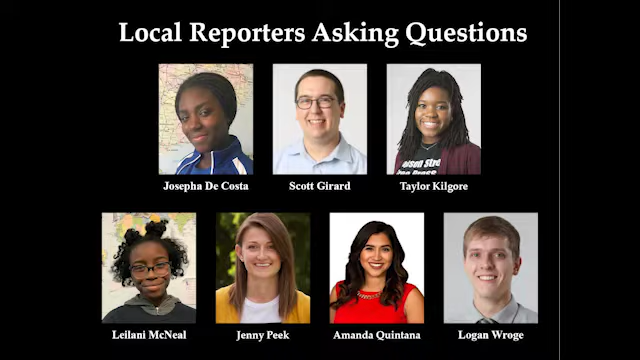 Local Reporters Asking Questions
Josepha De Costa
Scott Girard
Taylor Kilgore
Leilani McNeal
Jenny Peek
Amanda Quintana
Logan Wroge